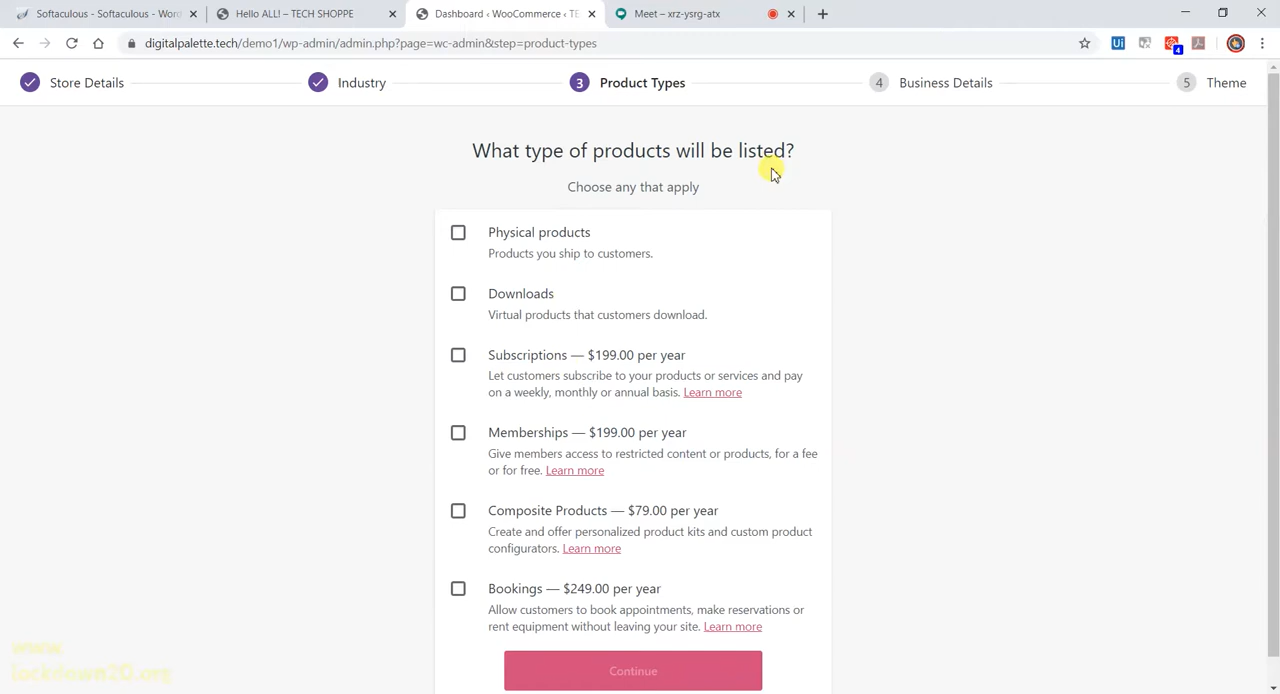 Softaculous - Softaculous - Wor
Hello ALL! – TECH SHOPPE
Dashboard ‹ WooCommerce ‹ TE
Meet – xrz-ysrg-atx
digitalpalette.tech/demo1/wp-admin/admin.php?page=wc-admin&step=product-types
Ui
4
Store Details
Industry
3 Product Types
4 Business Details
5 Theme
What type of products will be listed?
Choose any that apply
Physical products
Products you ship to customers.
Downloads
Virtual products that customers download.
Subscriptions — $199.00 per year
Let customers subscribe to your products or services and pay
on a weekly, monthly or annual basis. Learn more
Memberships — $199.00 per year
Give members access to restricted content or products, for a fee
or for free. Learn more
Composite Products — $79.00 per year
Create and offer personalized product kits and custom product
configurators. Learn more
Bookings — $249.00 per year
Allow customers to book appointments, make reservations or
rent equipment without leaving your site. Learn more
Continue
www.